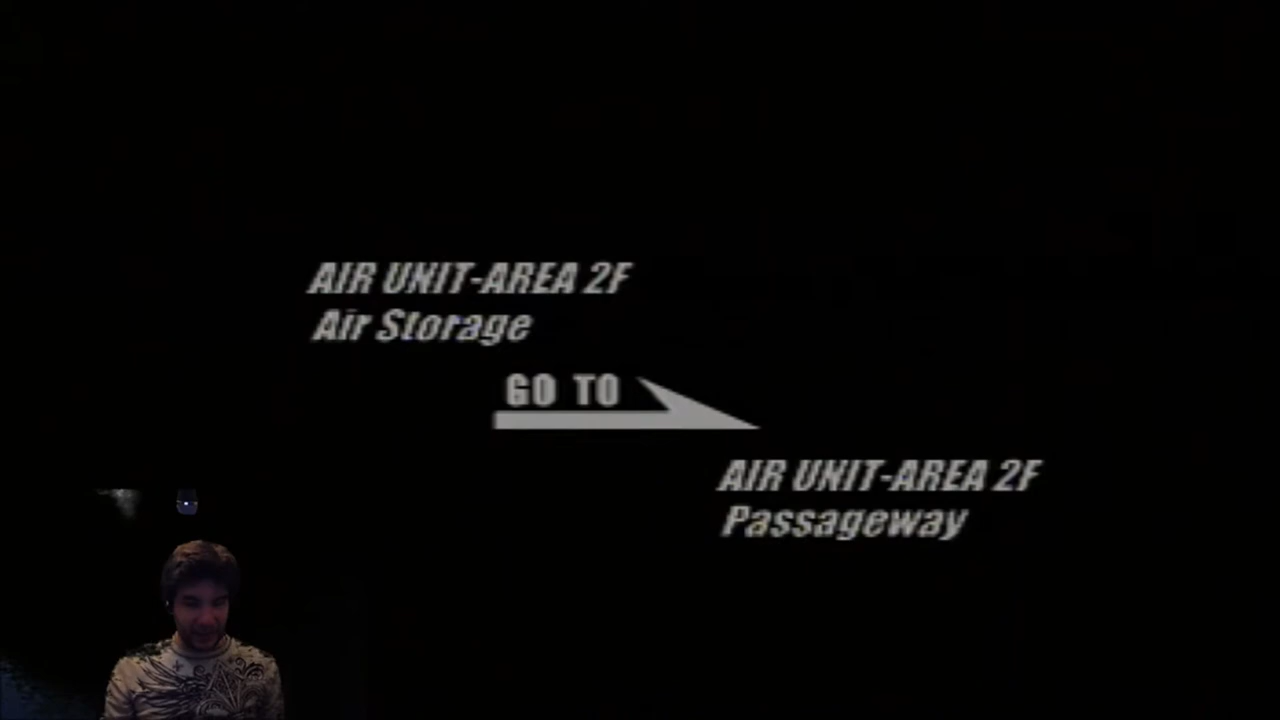 AIR UNIT-AREA 2F
Air Storage
GO TO
AIR UNIT-AREA 2F
Passageway